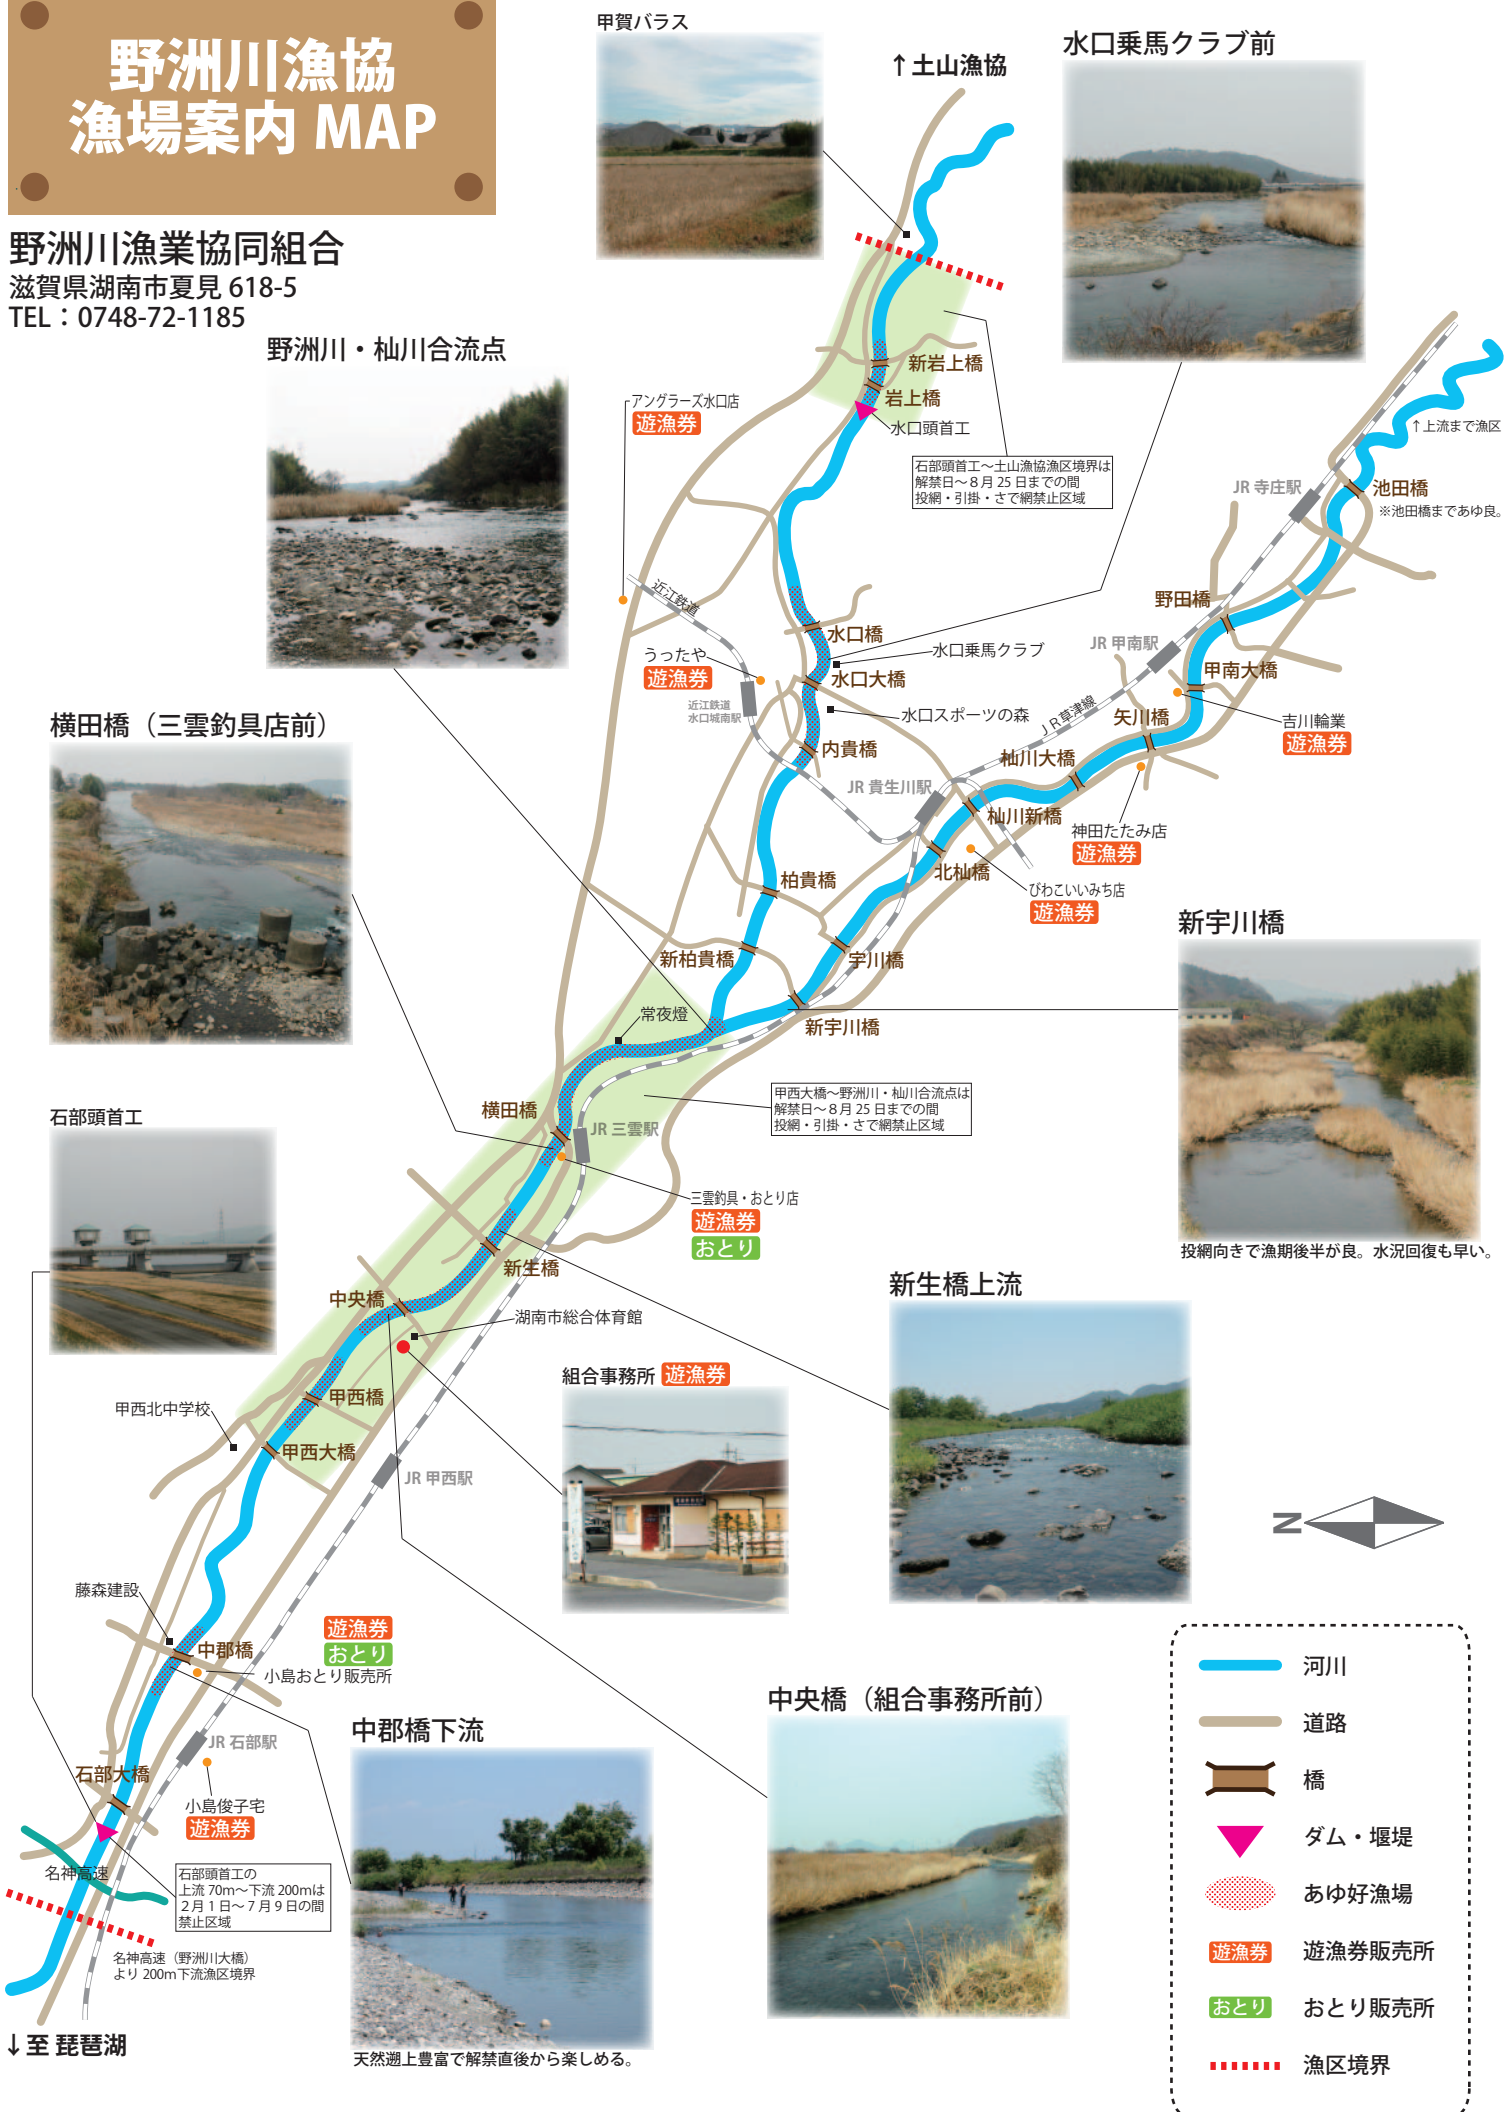 野洲川漁協
漁場案内 MAP
野洲川漁業協同組合
滋賀県湖南市夏見 618-5
TEL：0748-72-1185
甲賀バラス
↑土山漁協
水口乗馬クラブ前
野洲川・杣川合流点
アングラーズ水口店
遊漁券
新岩上橋
岩上橋
水口頭首工
石部頭首工～土山漁協漁区境界は
解禁日～８月 25 日までの間
投網・引掛・さで網禁止区域
↑上流まで漁区
JR 寺庄駅
池田橋
※池田橋まであゆ良。
近江鉄道
野田橋
水口橋
JR 甲南駅
うったや
遊漁券
水口乗馬クラブ
水口大橋
甲南大橋
近江鉄道
水口城南駅
水口スポーツの森
ＪＲ草津線
矢川橋
吉川輪業
遊漁券
横田橋（三雲釣具店前）
内貴橋
杣川大橋
JR 貴生川駅
杣川新橋
神田たたみ店
遊漁券
北杣橋
柏貴橋
びわこいいみち店
遊漁券
新宇川橋
新柏貴橋
宇川橋
常夜燈
新宇川橋
甲西大橋～野洲川・杣川合流点は
解禁日～８月 25 日までの間
投網・引掛・さで網禁止区域
横田橋
JR 三雲駅
石部頭首工
三雲釣具・おとり店
遊漁券
おとり
投網向きで漁期後半が良。水況回復も早い。
新生橋
新生橋上流
中央橋
湖南市総合体育館
組合事務所 遊漁券
甲西橋
甲西北中学校
甲西大橋
JR 甲西駅
N
藤森建設
遊漁券
おとり
中郡橋
小島おとり販売所
中央橋（組合事務所前）
中郡橋下流
JR 石部駅
石部大橋
小島俊子宅
遊漁券
名神高速
石部頭首工の
上流 70m～下流 200mは
２月１日～７月９日の間
禁止区域
名神高速（野洲川大橋）
より 200m下流漁区境界
↓至 琵琶湖
天然遡上豊富で解禁直後から楽しめる。
河川
道路
橋
ダム・堰堤
あゆ好漁場
遊漁券 遊漁券販売所
おとり おとり販売所
漁区境界